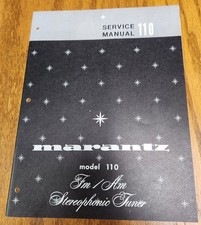 SERVICE
MANUAL 110
marantz
model 110
Fm / Am
Stereophonic Tuner